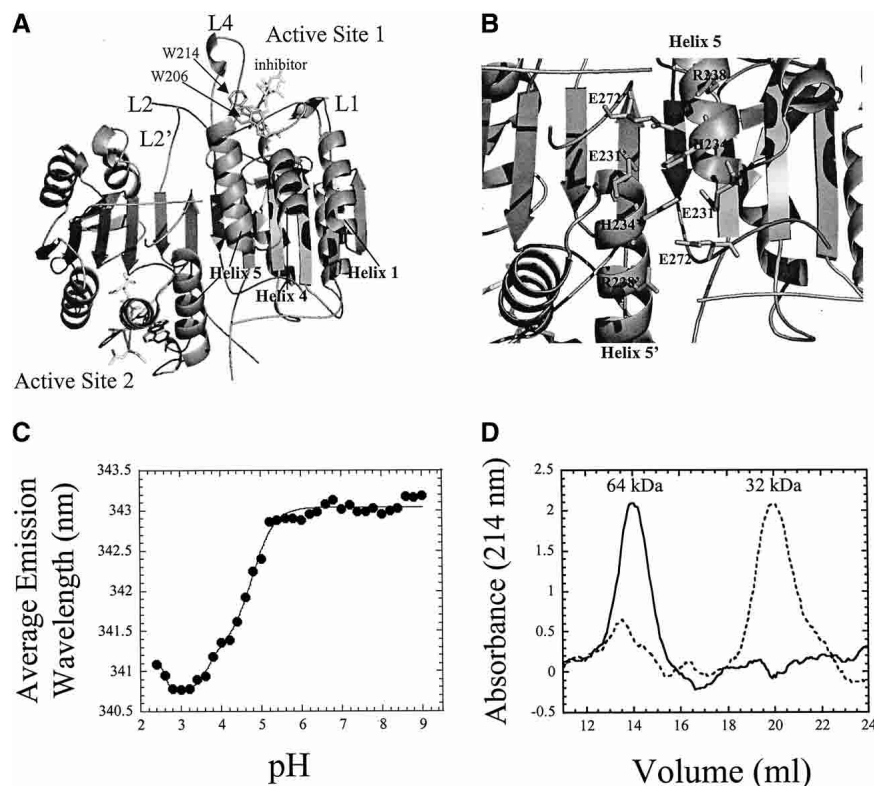 A
L4
Active Site 1
W214
inhibitor
W206
L2
L1
L2'
Helix 5
Helix 1
Helix 4
Active Site 2
B
Helix 5
R238
E272'
H234
E231'
E231
H234'
E272
R238'
Helix 5'
C
343.5
343
342.5
342
341.5
341
340.5
2 3 4 5 6 7 8 9
Average Emission
Wavelength (nm)
pH
D
64 kDa
32 kDa
2.5
2
1.5
1
0.5
0
-0.5
12 14 16 18 20 22 24
Absorbance (214 nm)
Volume (ml)